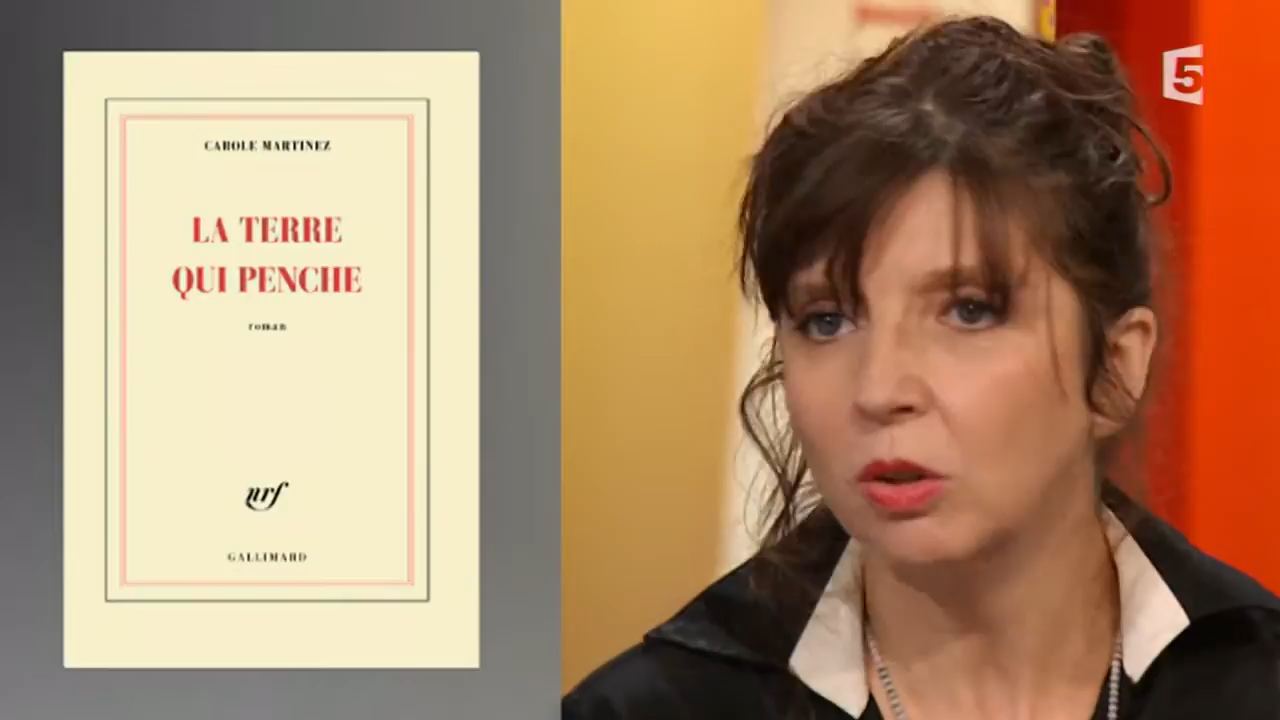 CAROLE MARTINEZ
LA TERRE
QUI PENCHE
roman
nrf
GALLIMARD
5